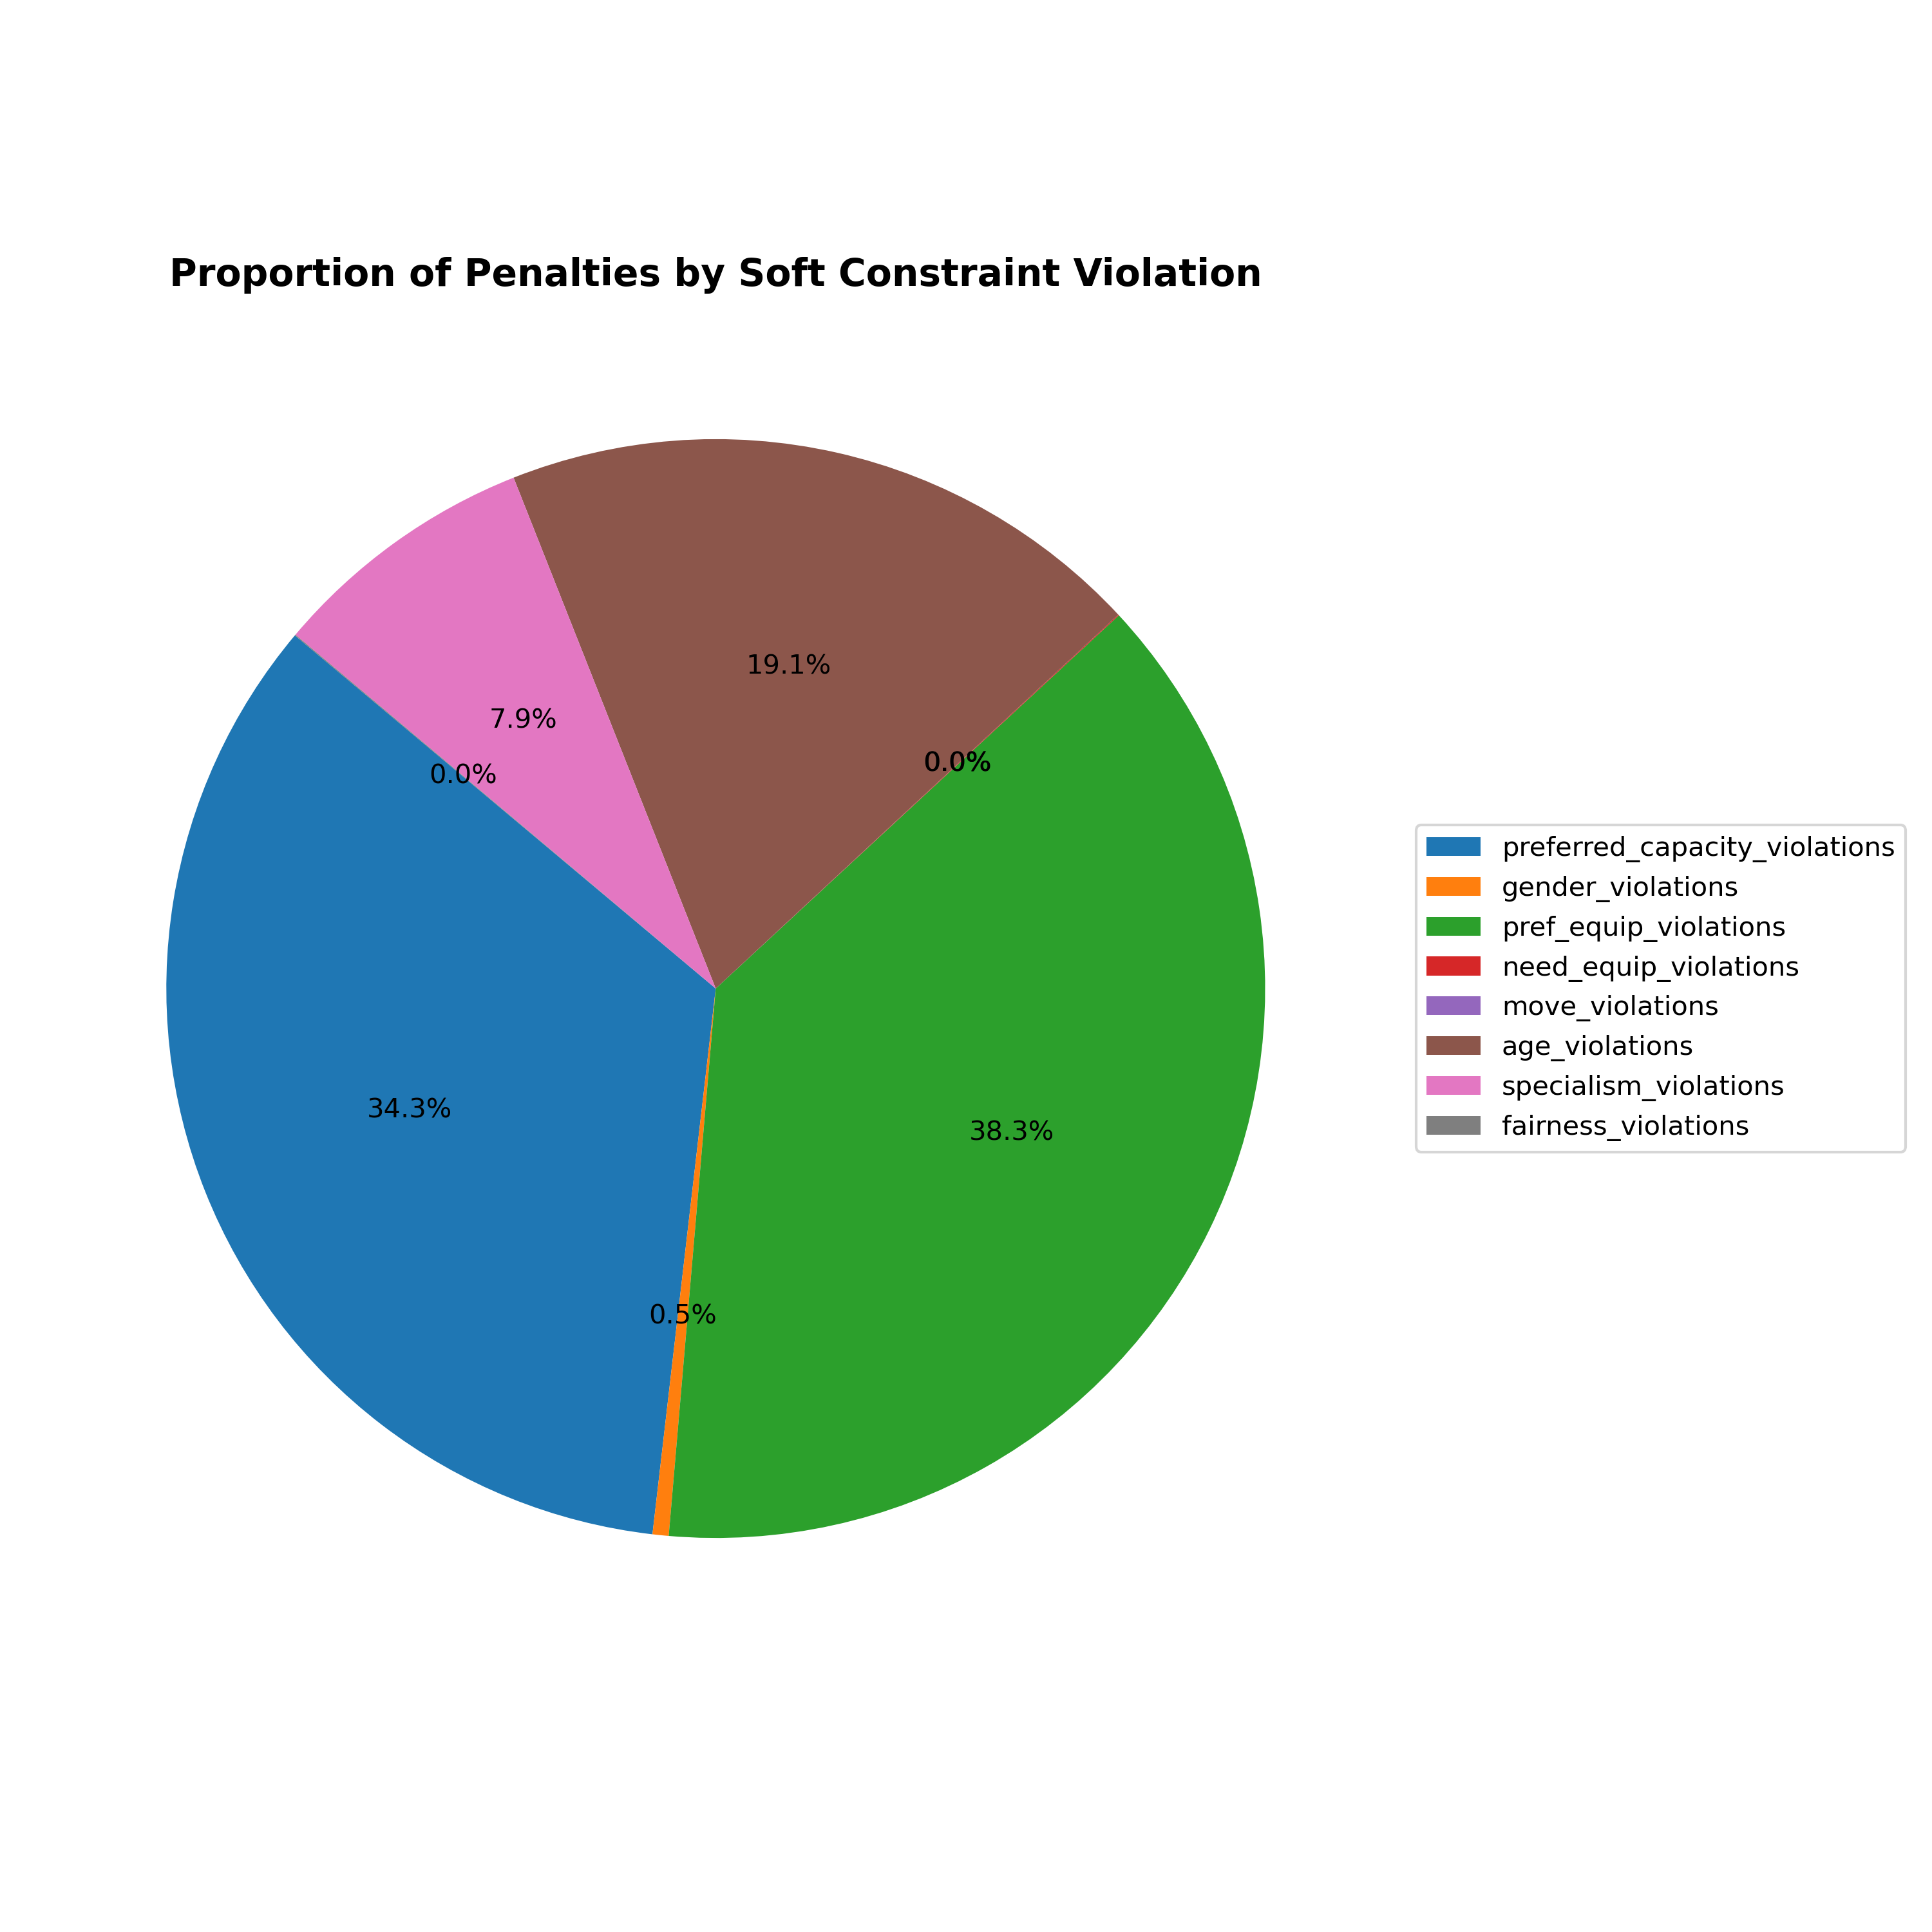 Proportion of Penalties by Soft Constraint Violation
19.1%
7.9%
0.0%
0.0%
34.3%
38.3%
0.5%
preferred_capacity_violations
gender_violations
pref_equip_violations
need_equip_violations
move_violations
age_violations
specialism_violations
fairness_violations